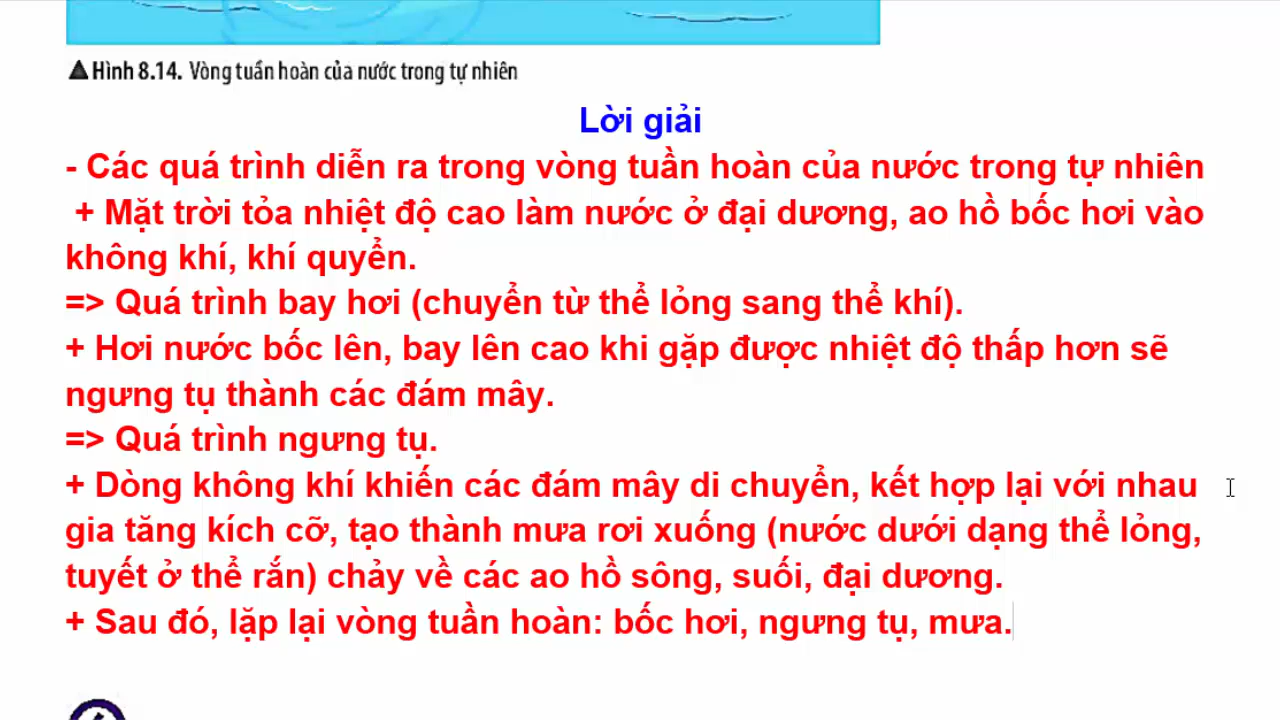 ▲Hình 8.14. Vòng tuần hoàn của nước trong tự nhiên
Lời giải
- Các quá trình diễn ra trong vòng tuần hoàn của nước trong tự nhiên
+ Mặt trời tỏa nhiệt độ cao làm nước ở đại dương, ao hồ bốc hơi vào
không khí, khí quyển.
=> Quá trình bay hơi (chuyển từ thể lỏng sang thể khí).
+ Hơi nước bốc lên, bay lên cao khi gặp được nhiệt độ thấp hơn sẽ
ngưng tụ thành các đám mây.
=> Quá trình ngưng tụ.
+ Dòng không khí khiến các đám mây di chuyển, kết hợp lại với nhau
gia tăng kích cỡ, tạo thành mưa rơi xuống (nước dưới dạng thể lỏng,
tuyết ở thể rắn) chảy về các ao hồ sông, suối, đại dương.
+ Sau đó, lặp lại vòng tuần hoàn: bốc hơi, ngưng tụ, mưa.